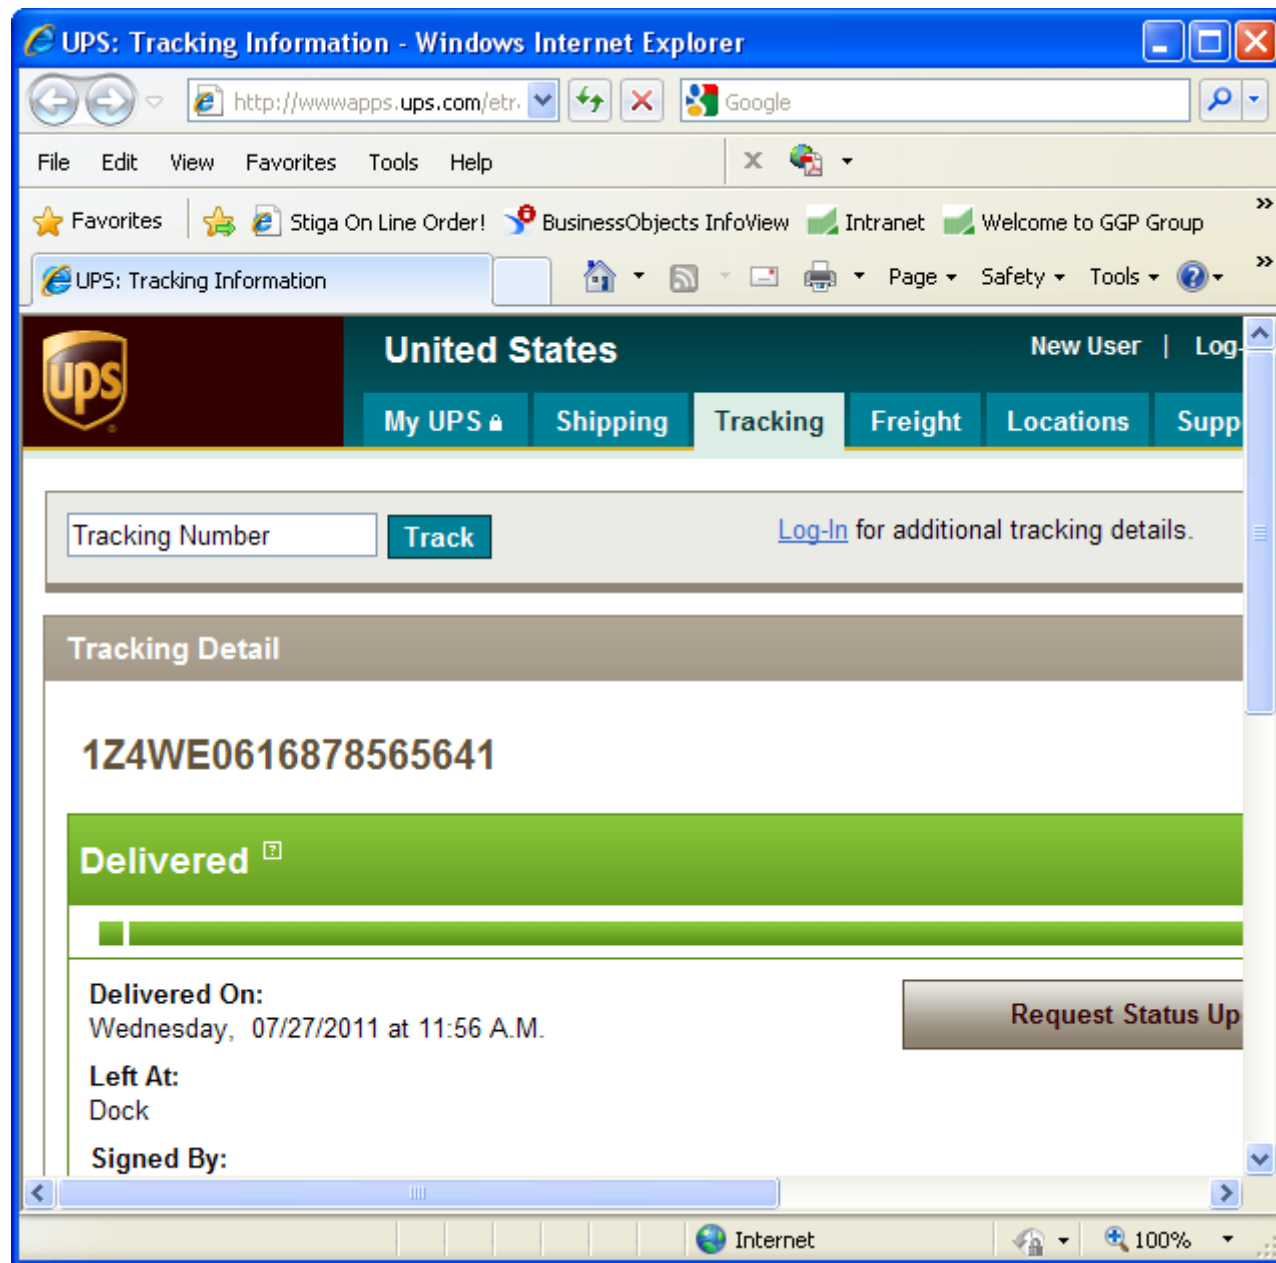 UPS: Tracking Information - Windows Internet Explorer
http://wwwapps.ups.com/etr. Google
File Edit View Favorites Tools Help x
Favorites Stiga On Line Order! BusinessObjects InfoView Intranet Welcome to GGP Group »
UPS: Tracking Information Page Safety Tools »
ups
United States New User | Log-
My UPS Shipping Tracking Freight Locations Supp
Tracking Number Track Log-In for additional tracking details.
Tracking Detail
1Z4WE0616878565641
Delivered ?
Delivered On:
Wednesday, 07/27/2011 at 11:56 A.M.
Request Status Up
Left At:
Dock
Signed By:
Internet 100%